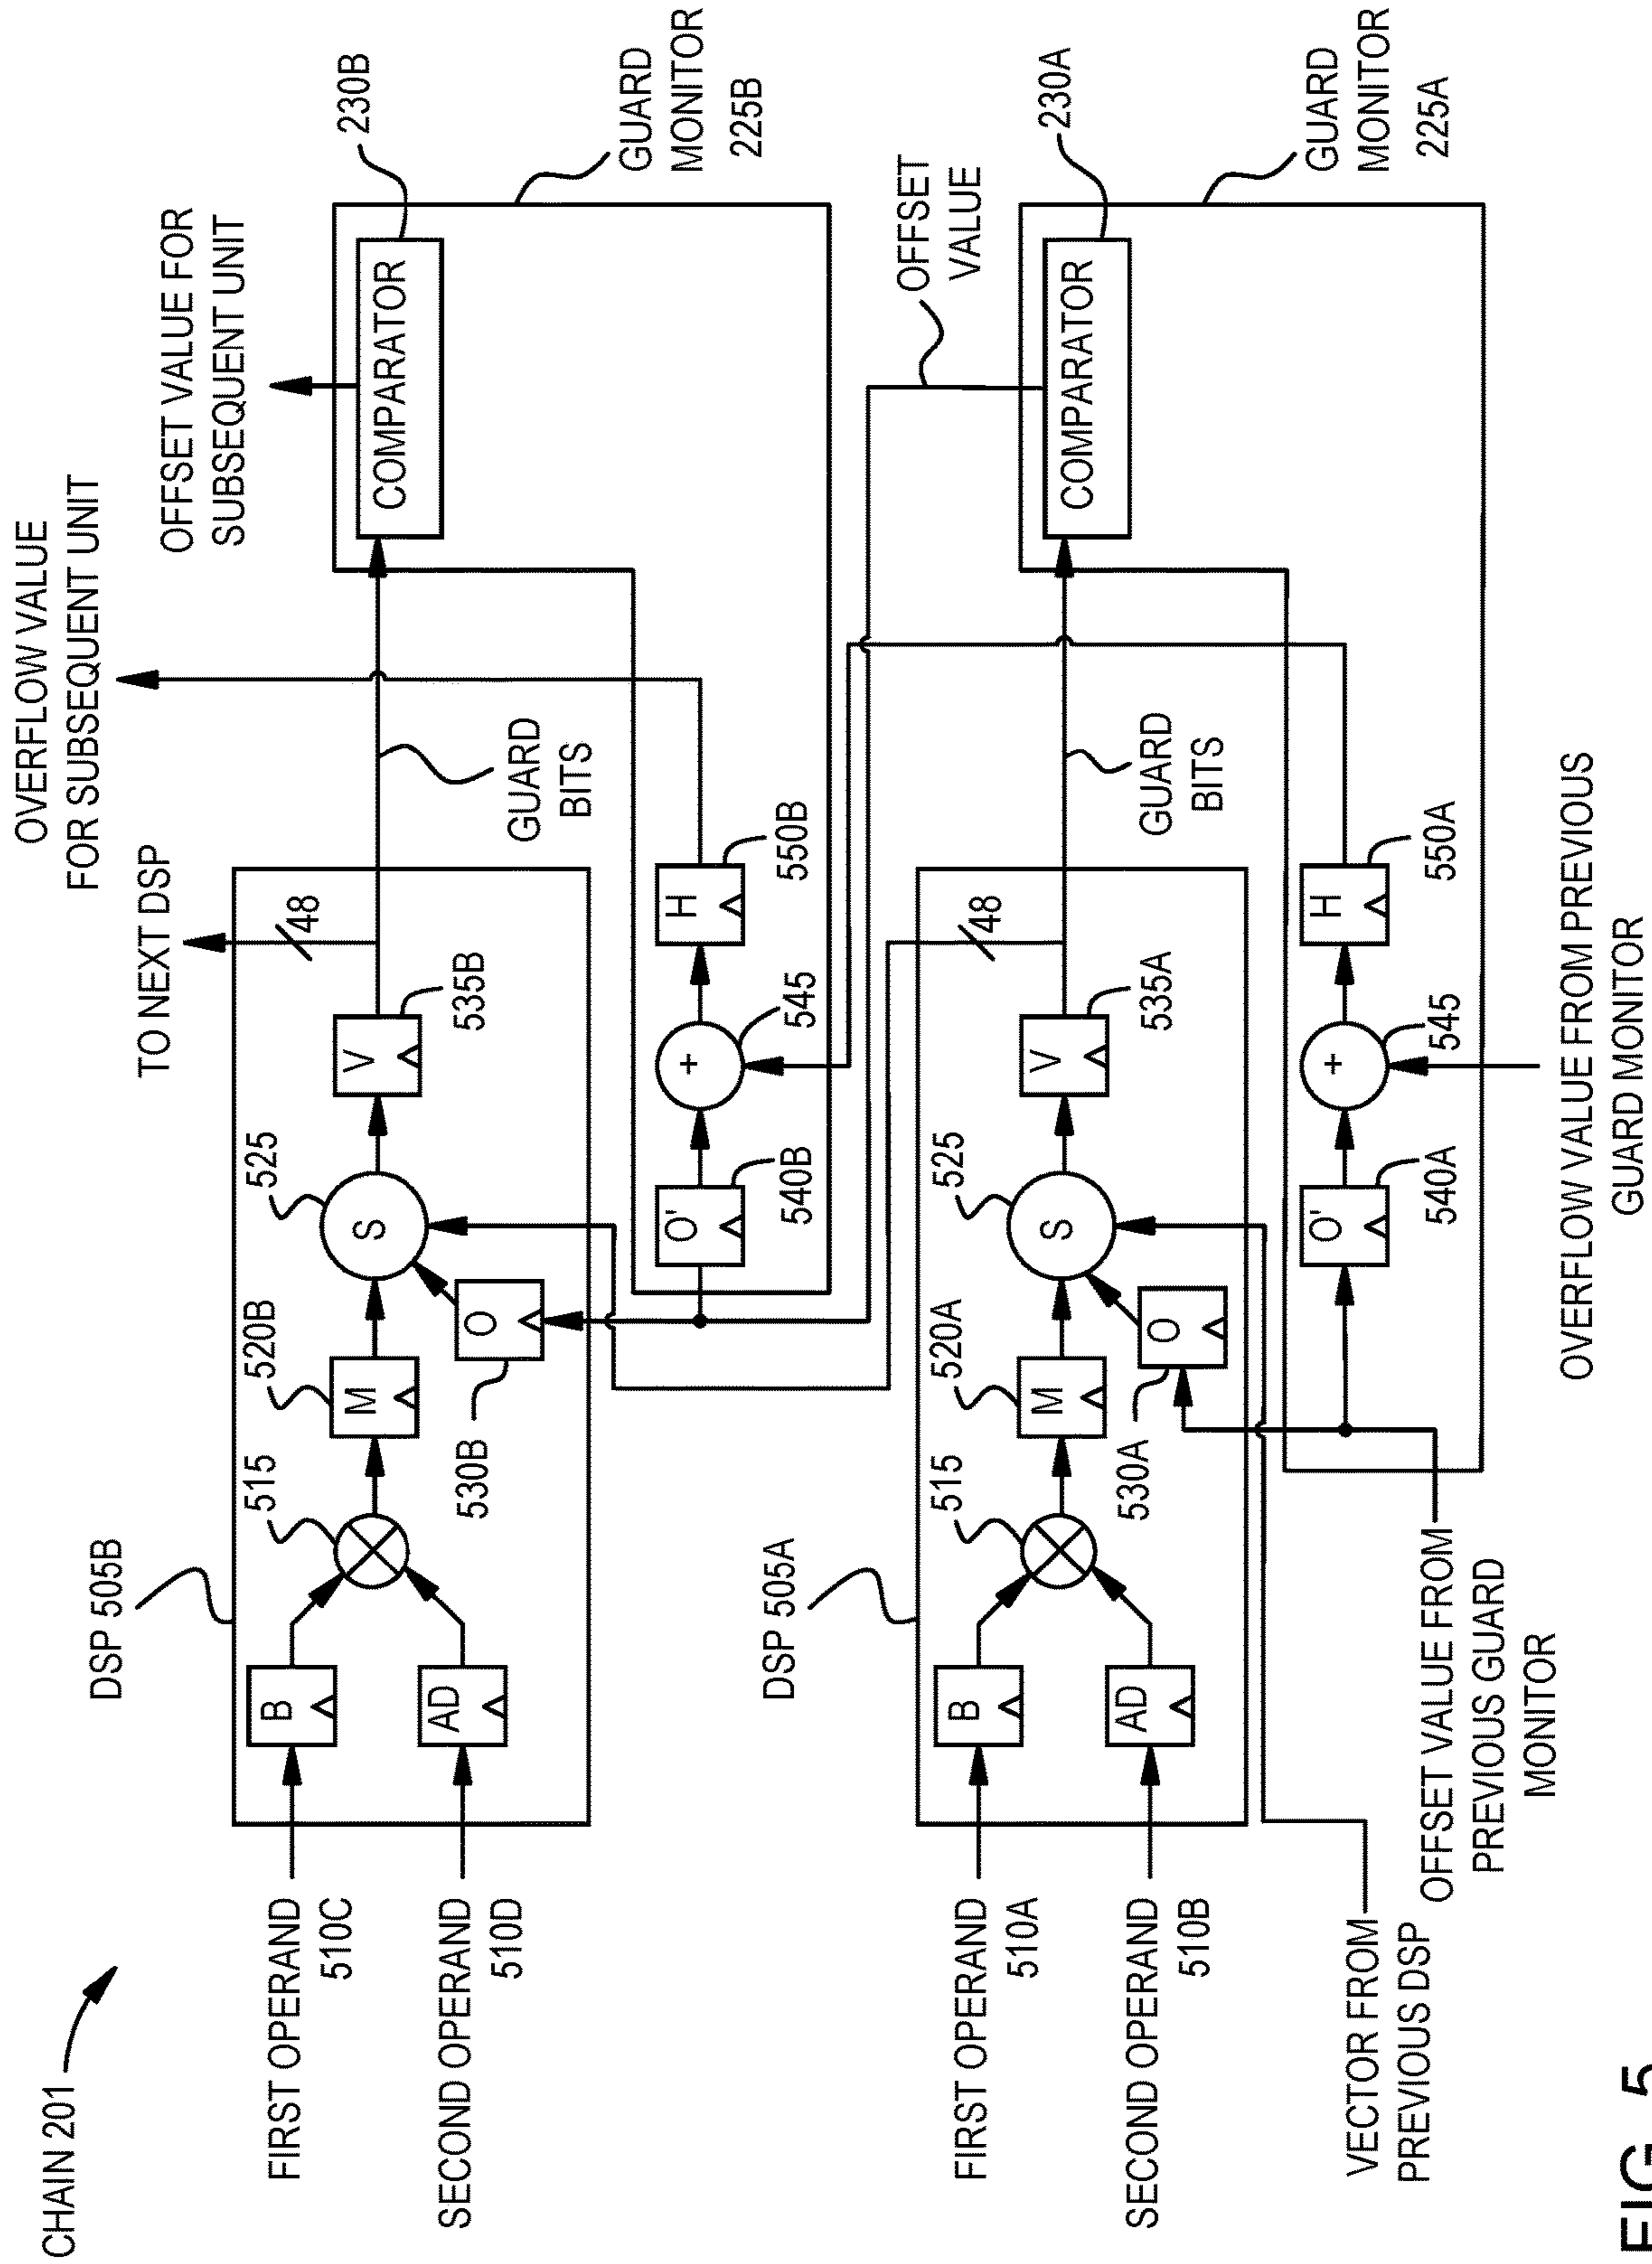 CHAIN 201
OVERFLOW VALUE
FOR SUBSEQUENT UNIT
TO NEXT DSP
OFFSET VALUE FOR
SUBSEQUENT UNIT
DSP 505B
FIRST OPERAND
510C
SECOND OPERAND
510D
B
AD
515
M
520B
S
525
O
530B
V
535B
48
GUARD
BITS
COMPARATOR
230B
GUARD
MONITOR
225B
O'
540B
+
545
H
550B
OFFSET
VALUE
DSP 505A
FIRST OPERAND
510A
SECOND OPERAND
510B
B
AD
515
M
520A
S
525
O
530A
V
535A
48
GUARD
BITS
COMPARATOR
230A
GUARD
MONITOR
225A
O'
540A
+
545
H
550A
VECTOR FROM
PREVIOUS DSP
OFFSET VALUE FROM
PREVIOUS GUARD
MONITOR
OVERFLOW VALUE FROM PREVIOUS
GUARD MONITOR
FIG. 5